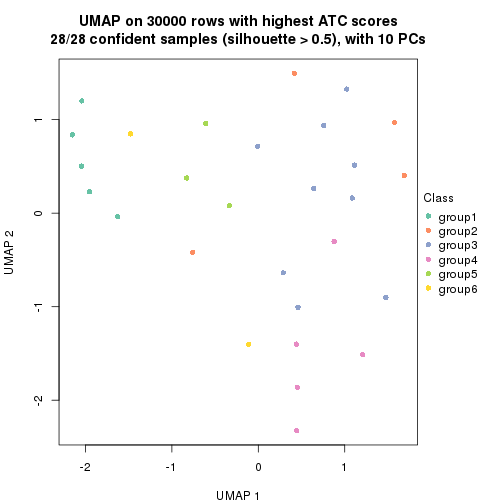 UMAP on 30000 rows with highest ATC scores
28/28 confident samples (silhouette > 0.5), with 10 PCs
1
0
-1
-2
UMAP 2
-2
-1
0
1
UMAP 1
Class
group1
group2
group3
group4
group5
group6